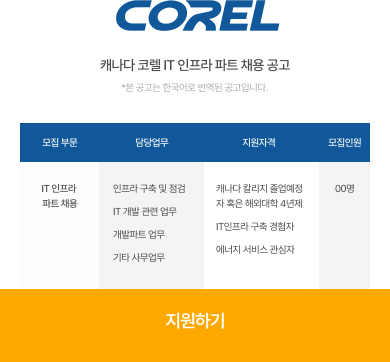 COREL
캐나다 코렐 IT 인프라 파트 채용 공고
*본 공고는 한국어로 번역된 공고입니다.
모집 부문 담당업무 지원자격 모집인원
IT 인프라
파트 채용
인프라 구축 및 점검
IT 개발 관련 업무
개발파트 업무
기타 사무업무
캐나다 칼리지 졸업예정
자 혹은 해외대학 4년제
IT인프라 구축 경험자
에너지 서비스 관심자
00명
지원하기